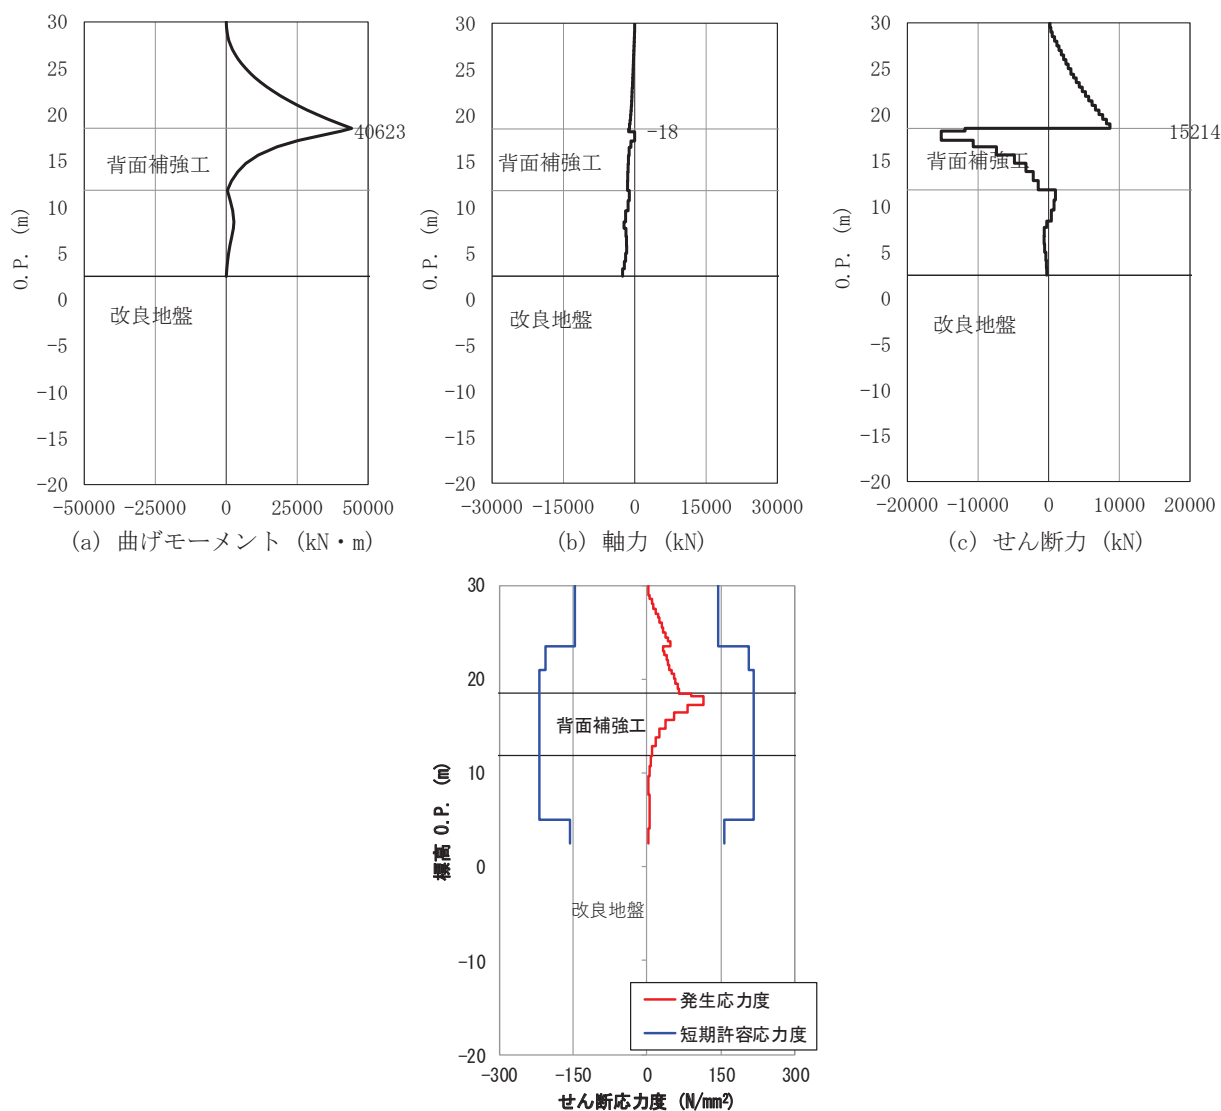 30
25
20
15
10
5
0
-5
-10
-15
-20
O.P. (m)
40623
背面補強工
改良地盤
-50000 -25000 0 25000 50000
(a) 曲げモーメント (kN・m)
30
25
20
15
10
5
0
-5
-10
-15
-20
O.P. (m)
-18
背面補強工
改良地盤
-30000 -15000 0 15000 30000
(b) 軸力 (kN)
30
25
20
15
10
5
0
-5
-10
-15
-20
O.P. (m)
15214
背面補強工
改良地盤
-20000 -10000 0 10000 20000
(c) せん断力 (kN)
30
20
10
0
-10
-20
標高 O.P. (m)
背面補強工
改良地盤
発生応力度
短期許容応力度
-300 -150 0 150 300
せん断応力度 (N/mm²)